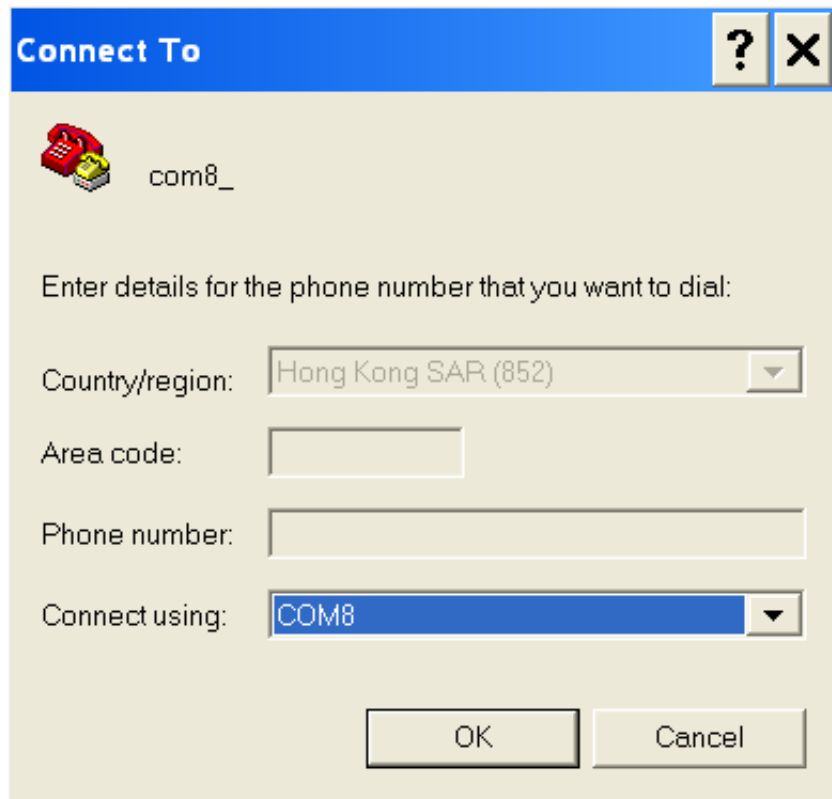 Connect To
com8_
Enter details for the phone number that you want to dial:
Country/region: Hong Kong SAR (852)
Area code:
Phone number:
Connect using: COM8
OK Cancel